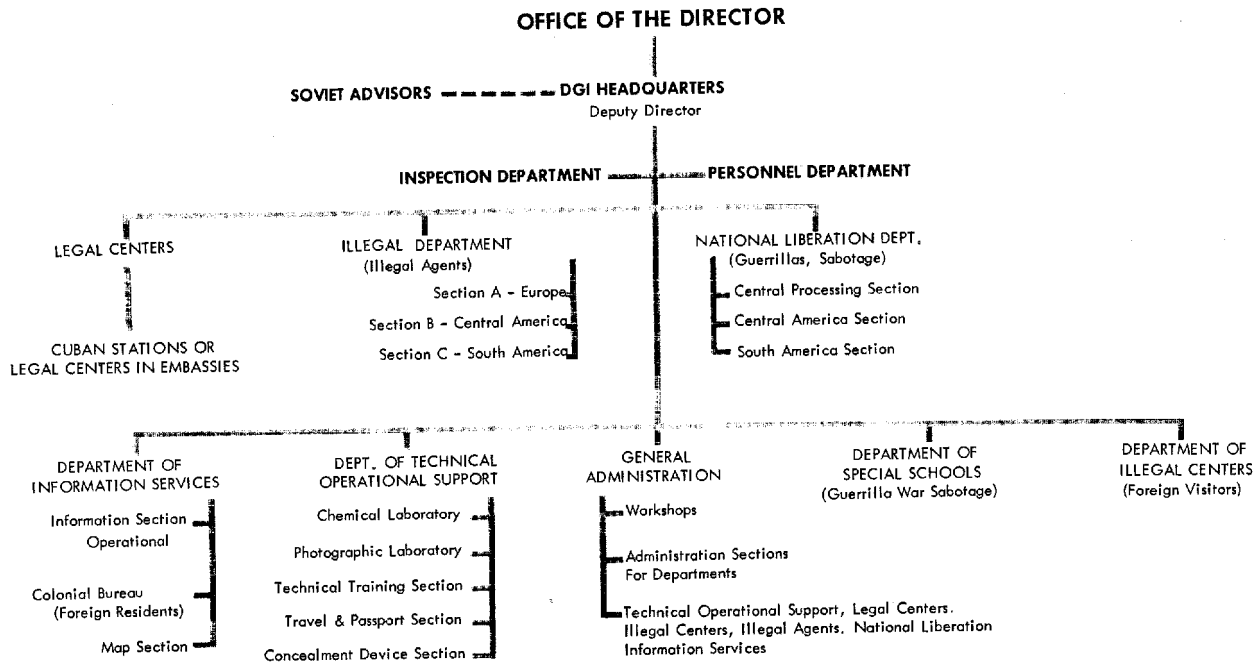 OFFICE OF THE DIRECTOR
SOVIET ADVISORS
DGI HEADQUARTERS
Deputy Director
INSPECTION DEPARTMENT
PERSONNEL DEPARTMENT
LEGAL CENTERS
CUBAN STATIONS OR
LEGAL CENTERS IN EMBASSIES
ILLEGAL DEPARTMENT
(Illegal Agents)
Section A - Europe
Section B - Central America
Section C - South America
NATIONAL LIBERATION DEPT.
(Guerrillas, Sabotage)
Central Processing Section
Central America Section
South America Section
DEPARTMENT OF
INFORMATION SERVICES
Information Section
Operational
Colonial Bureau
(Foreign Residents)
Map Section
DEPT. OF TECHNICAL
OPERATIONAL SUPPORT
Chemical Laboratory
Photographic Laboratory
Technical Training Section
Travel & Passport Section
Concealment Device Section
GENERAL
ADMINISTRATION
Workshops
Administration Sections
For Departments
Technical Operational Support, Legal Centers.
Illegal Centers, Illegal Agents. National Liberation
Information Services
DEPARTMENT OF
SPECIAL SCHOOLS
(Guerrilla War Sabotage)
DEPARTMENT OF
ILLEGAL CENTERS
(Foreign Visitors)